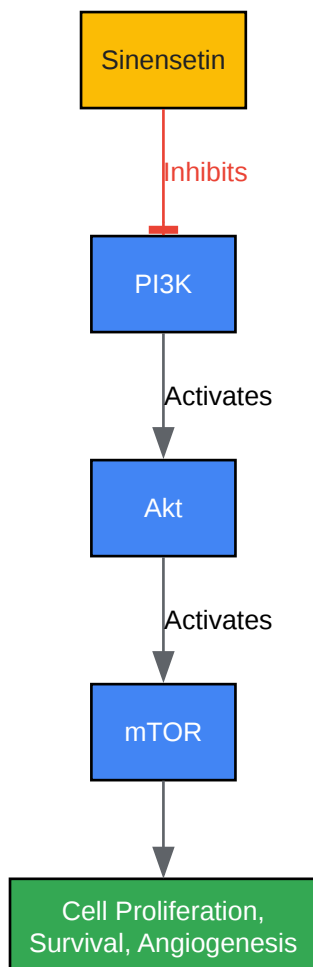 Sinensetin
Inhibits
PI3K
Activates
Akt
Activates
mTOR
Cell Proliferation,
Survival, Angiogenesis